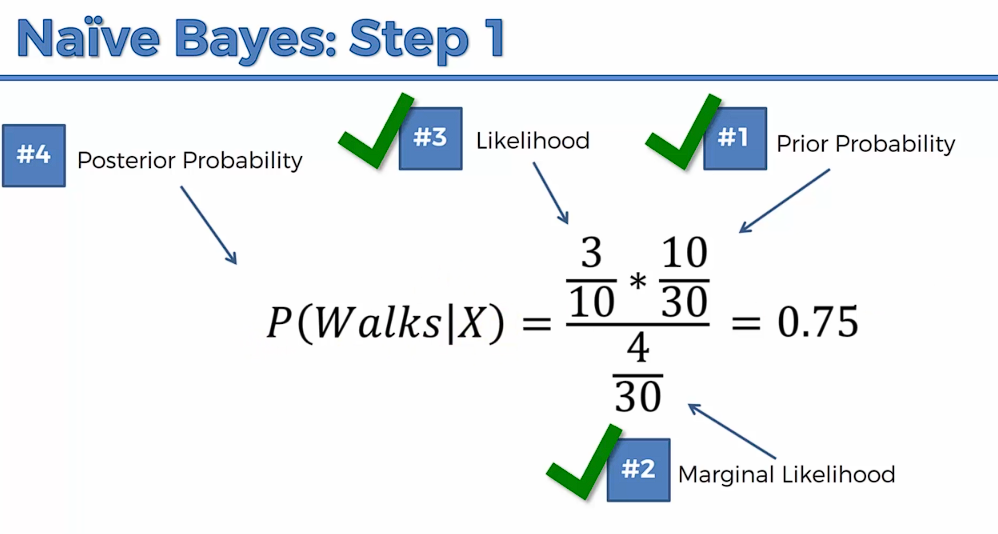 Naïve Bayes: Step 1
#4 Posterior Probability
#3 Likelihood
#1 Prior Probability
P(Walks|X) = 3/10 * 10/30 / 4/30 = 0.75
#2 Marginal Likelihood